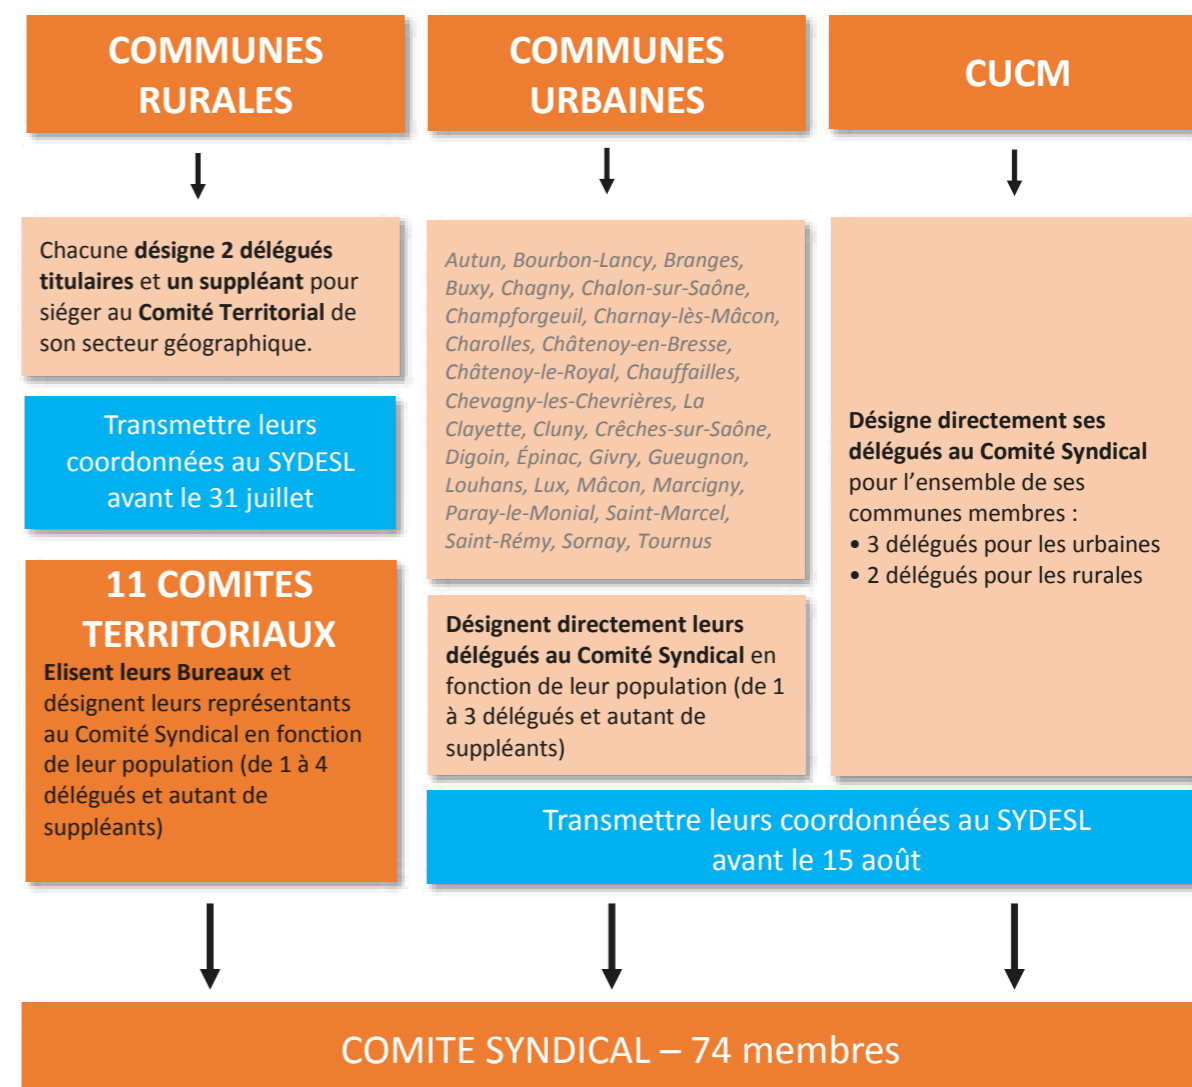 COMMUNES
RURALES
Chacune désigne 2 délégués
titulaires et un suppléant pour
siéger au Comité Territorial de
son secteur géographique.
Transmettre leurs
coordonnées au SYDESL
avant le 31 juillet
11 COMITES
TERRITORIAUX
Elisent leurs Bureaux et
désignent leurs représentants
au Comité Syndical en fonction
de leur population (de 1 à 4
délégués et autant de
suppléants)
COMMUNES
URBAINES
Autun, Bourbon-Lancy, Branges,
Buxy, Chagny, Chalon-sur-Saône,
Champforgeuil, Charnay-lès-Mâcon,
Charolles, Châtenoy-en-Bresse,
Châtenoy-le-Royal, Chauffailles,
Chevagny-les-Chevrières, La
Clayette, Cluny, Crêches-sur-Saône,
Digoin, Épinac, Givry, Gueugnon,
Louhans, Lux, Mâcon, Marcigny,
Paray-le-Monial, Saint-Marcel,
Saint-Rémy, Sornay, Tournus
Désignent directement leurs
délégués au Comité Syndical en
fonction de leur population (de 1
à 3 délégués et autant de
suppléants)
CUCM
Désigne directement ses
délégués au Comité Syndical
pour l’ensemble de ses
communes membres :
• 3 délégués pour les urbaines
• 2 délégués pour les rurales
Transmettre leurs coordonnées au SYDESL
avant le 15 août
COMITE SYNDICAL – 74 membres